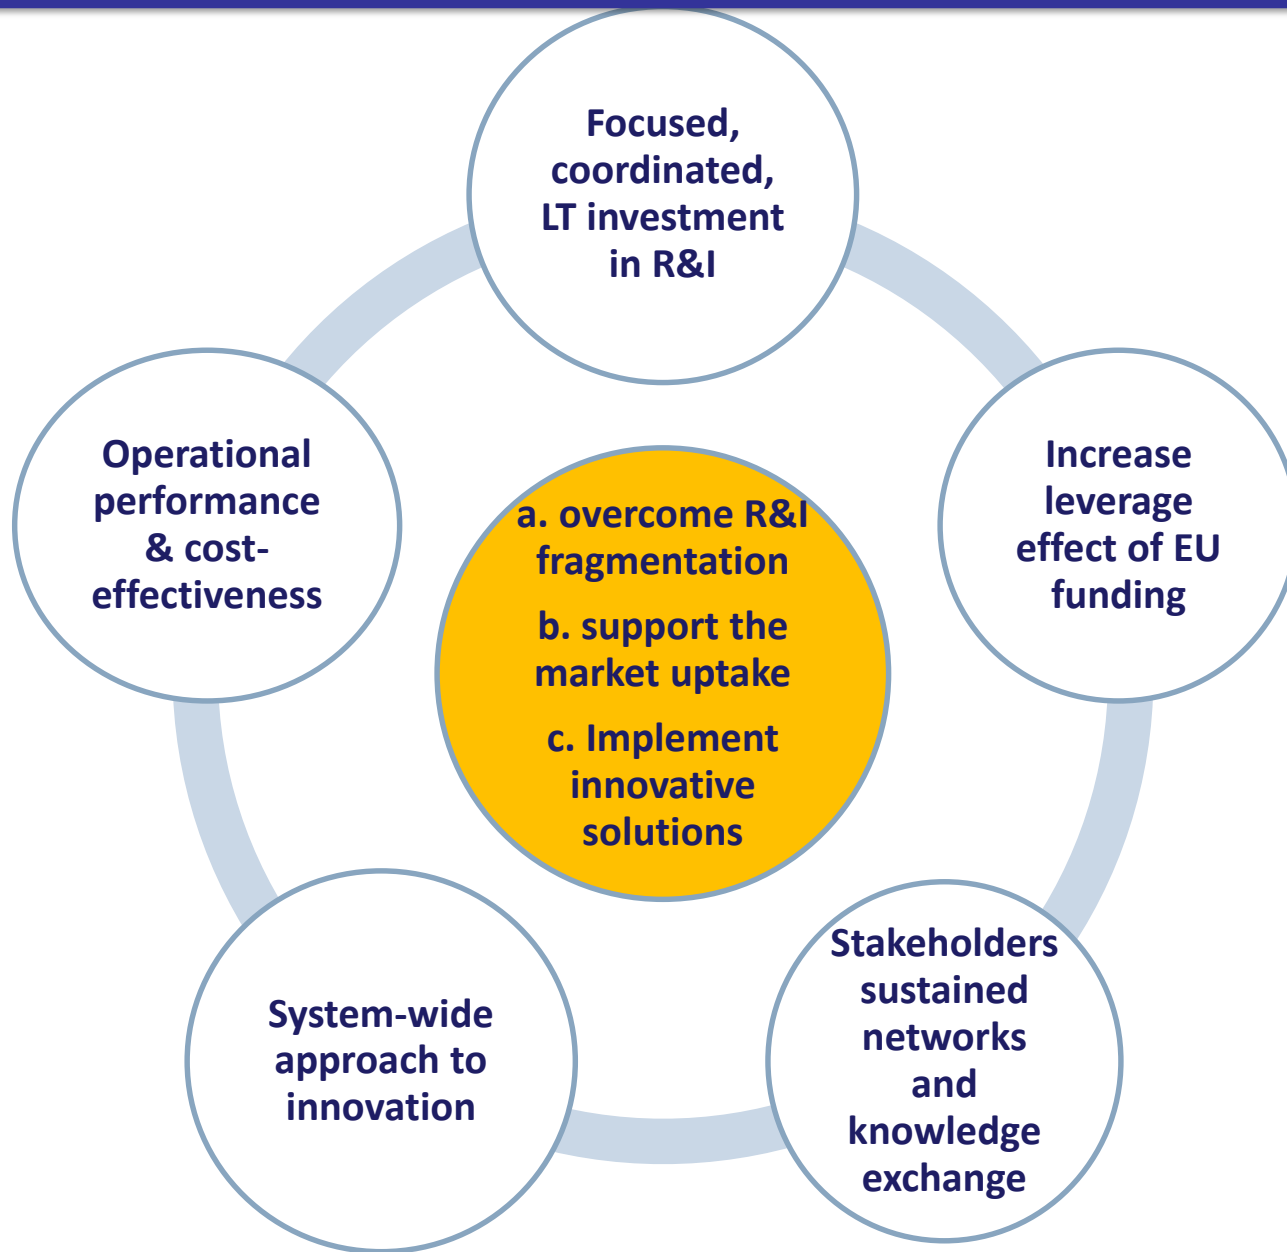 Focused,
coordinated,
LT investment
in R&I
Increase
leverage
effect of EU
funding
Stakeholders
sustained
networks
and
knowledge
exchange
System-wide
approach to
innovation
Operational
performance
& cost-
effectiveness
a. overcome R&I
fragmentation
b. support the
market uptake
c. Implement
innovative
solutions